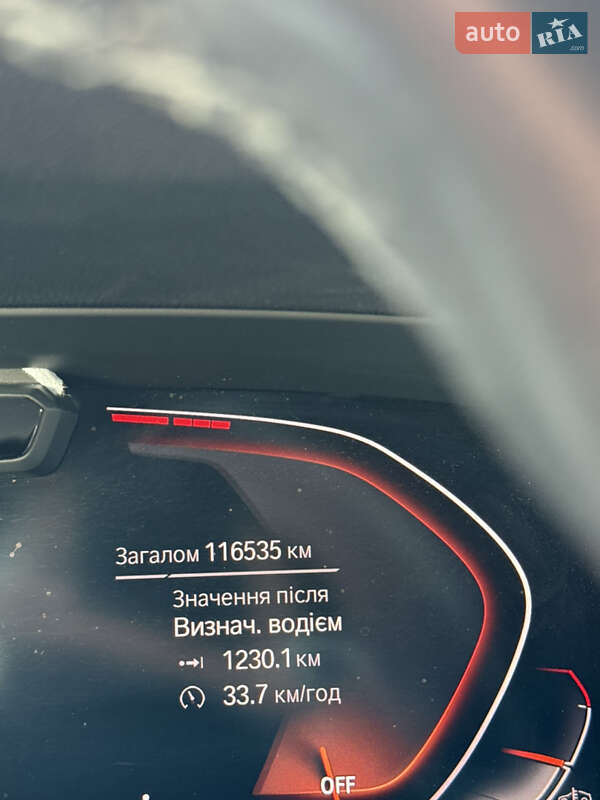 auto RIA .com
Загалом 116535 км
Значення після
Визнач. водієм
1230.1 км
33.7 км/год
OFF